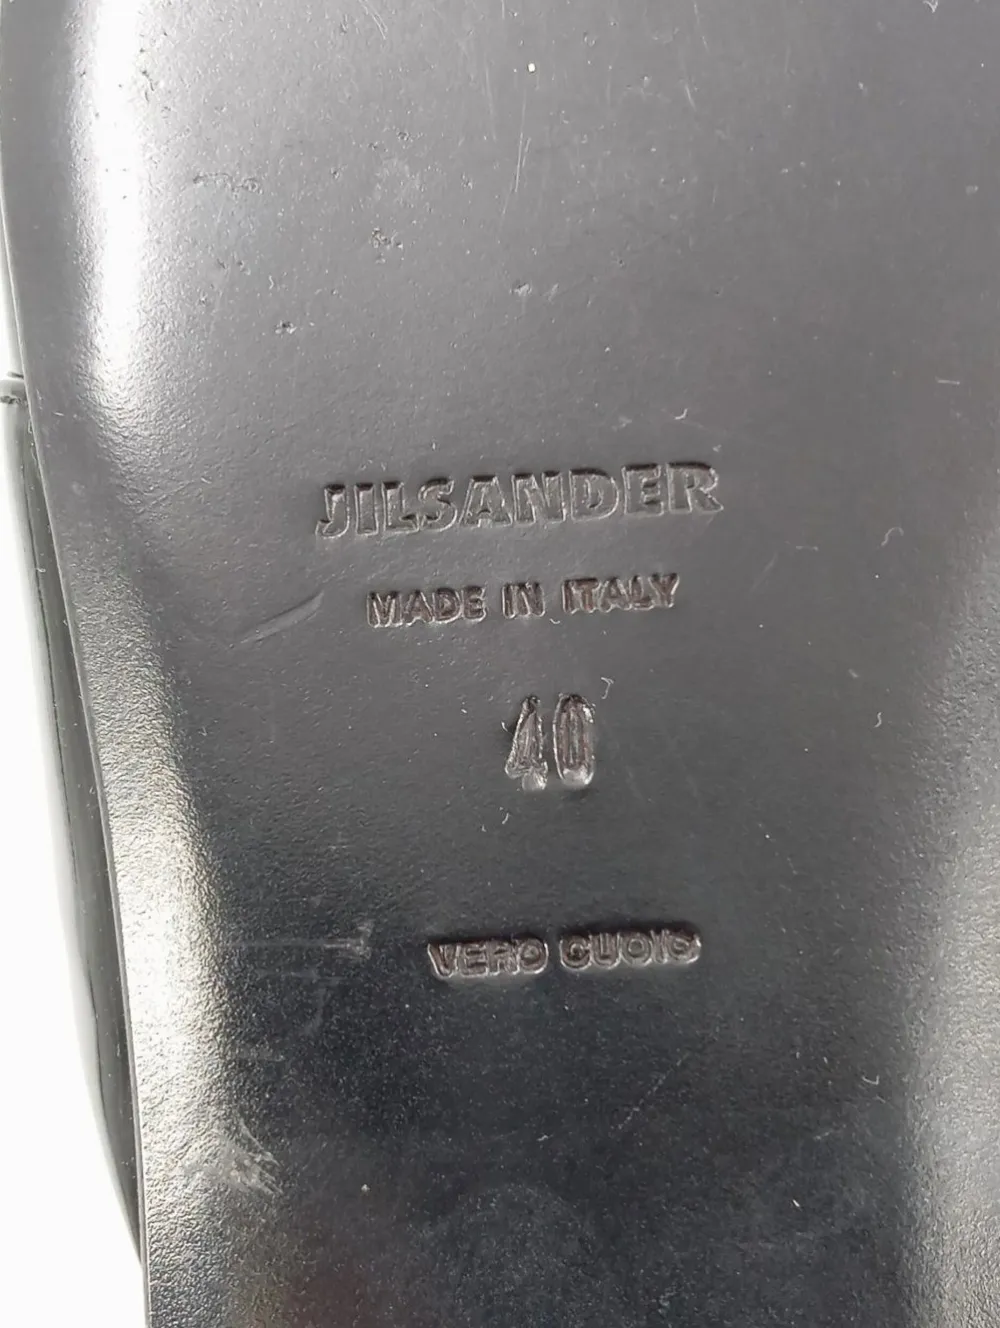 JILSANDER
MADE IN ITALY
40
VERO CUOIO